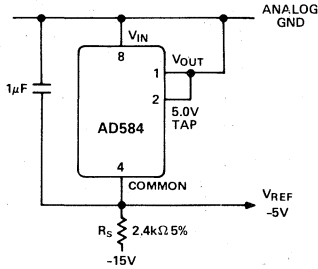 ANALOG
GND
VIN
8
VOUT
1
1μF
2
5.0V
TAP
AD584
4
COMMON
VREF
-5V
RS 2.4kΩ 5%
-15V